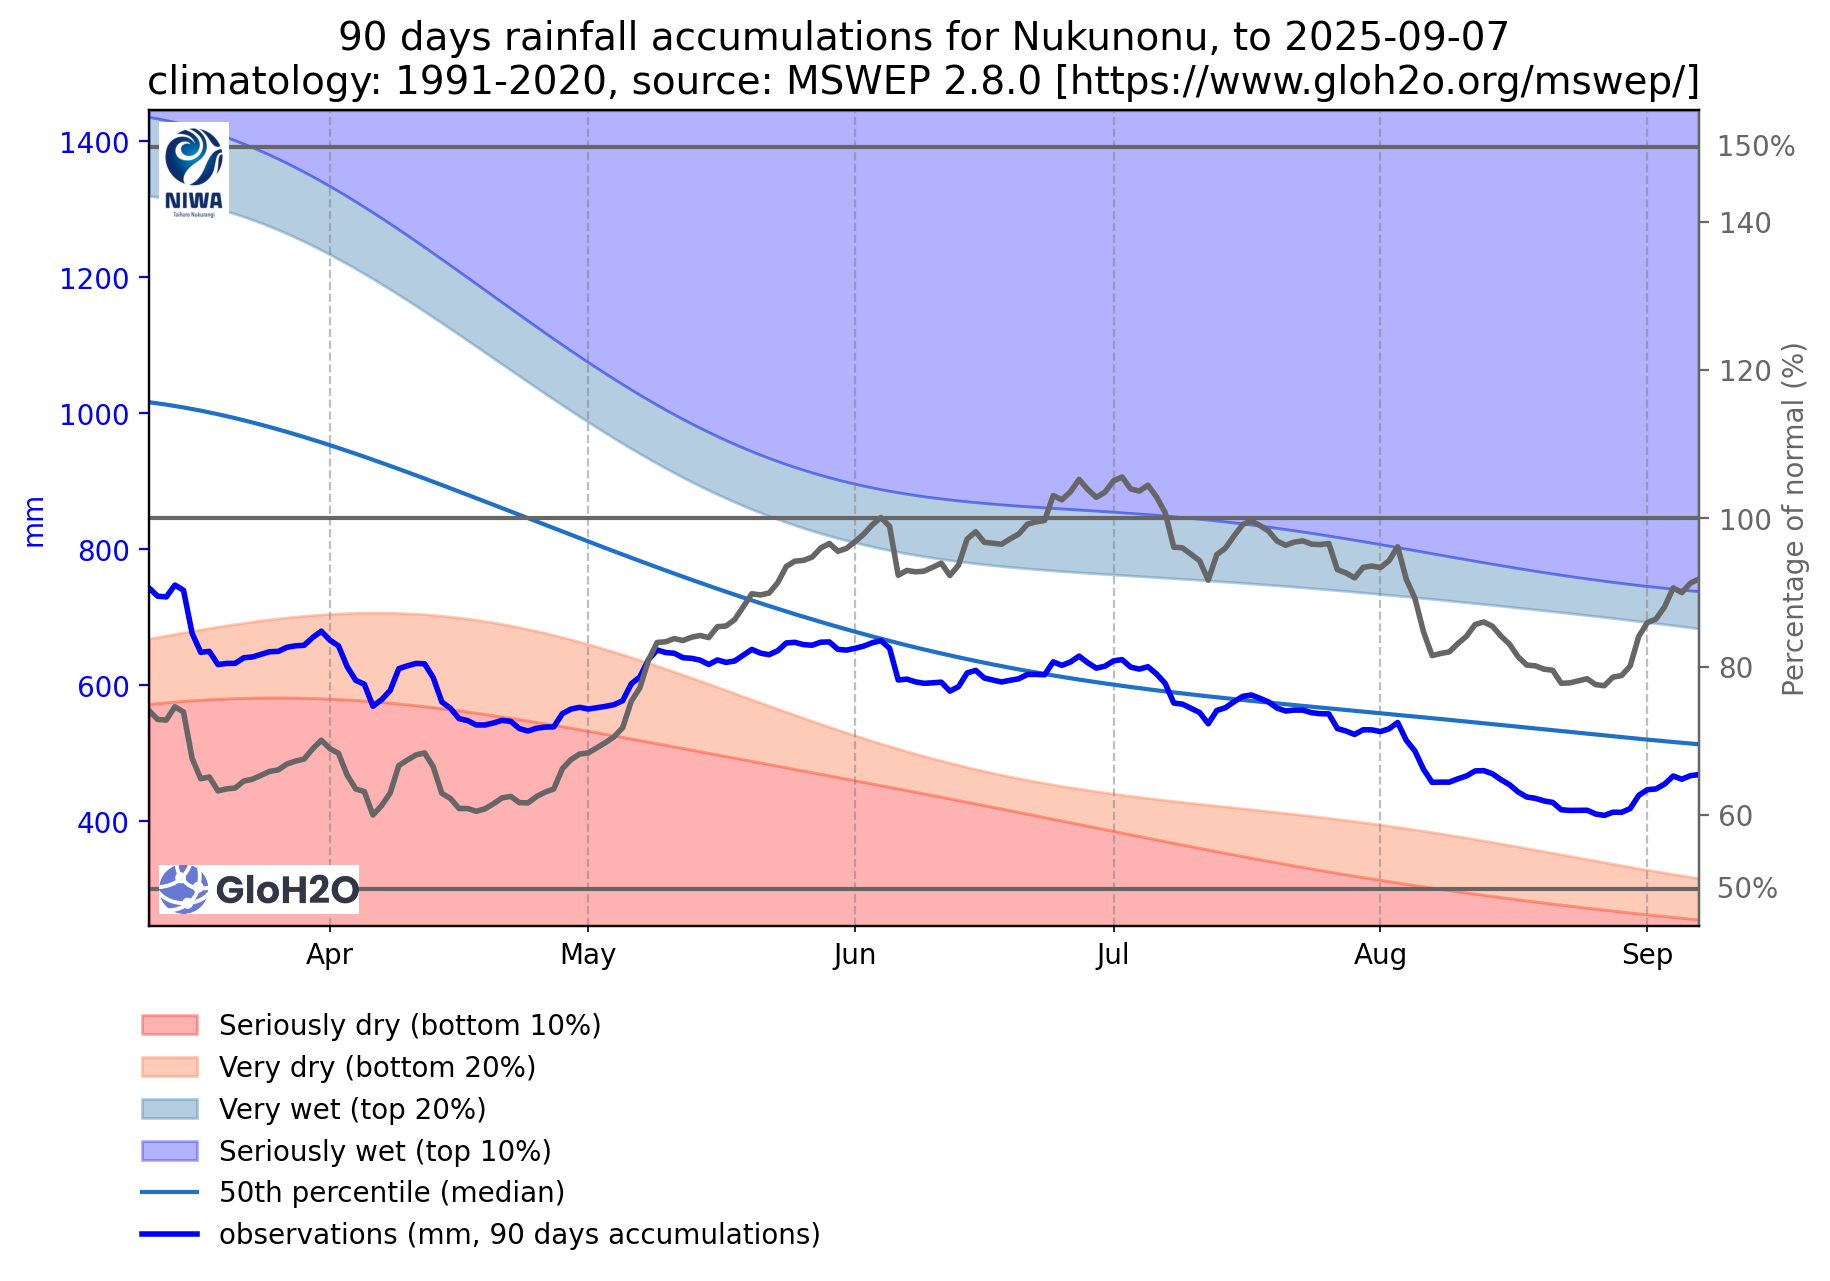 90 days rainfall accumulations for Nukunonu, to 2025-09-07
climatology: 1991-2020, source: MSWEP 2.8.0 [https://www.gloh2o.org/mswep/]
NIWA
Taihoro Nukurangi
GloH2O
mm
1400
1200
1000
800
600
400
150%
140
120
100
80
60
50%
Percentage of normal (%)
Apr
May
Jun
Jul
Aug
Sep
Seriously dry (bottom 10%)
Very dry (bottom 20%)
Very wet (top 20%)
Seriously wet (top 10%)
50th percentile (median)
observations (mm, 90 days accumulations)